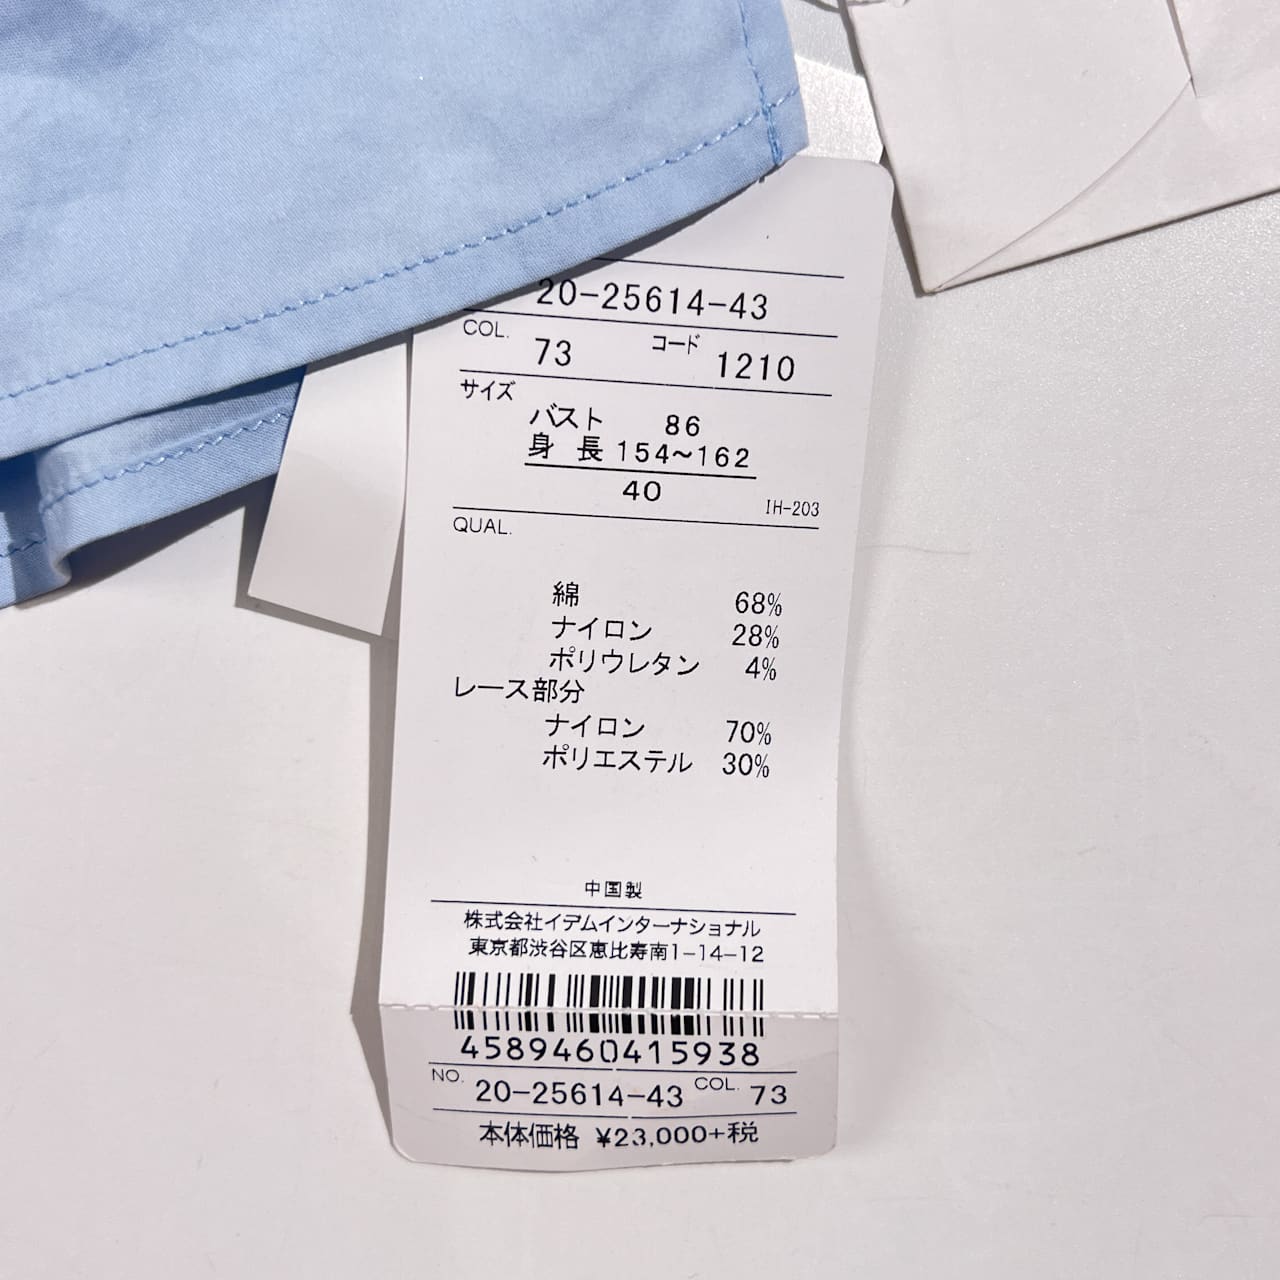 20-25614-43
COL. 73 コード 1210
サイズ
バスト 86
身長 154~162
40
IH-203
QUAL.
綿 68%
ナイロン 28%
ポリウレタン 4%
レース部分
ナイロン 70%
ポリエステル 30%
中国製
株式会社イデムインターナショナル
東京都渋谷区恵比寿南1-14-12
4589460415938
NO. 20-25614-43 COL. 73
本体価格 ¥23,000+税